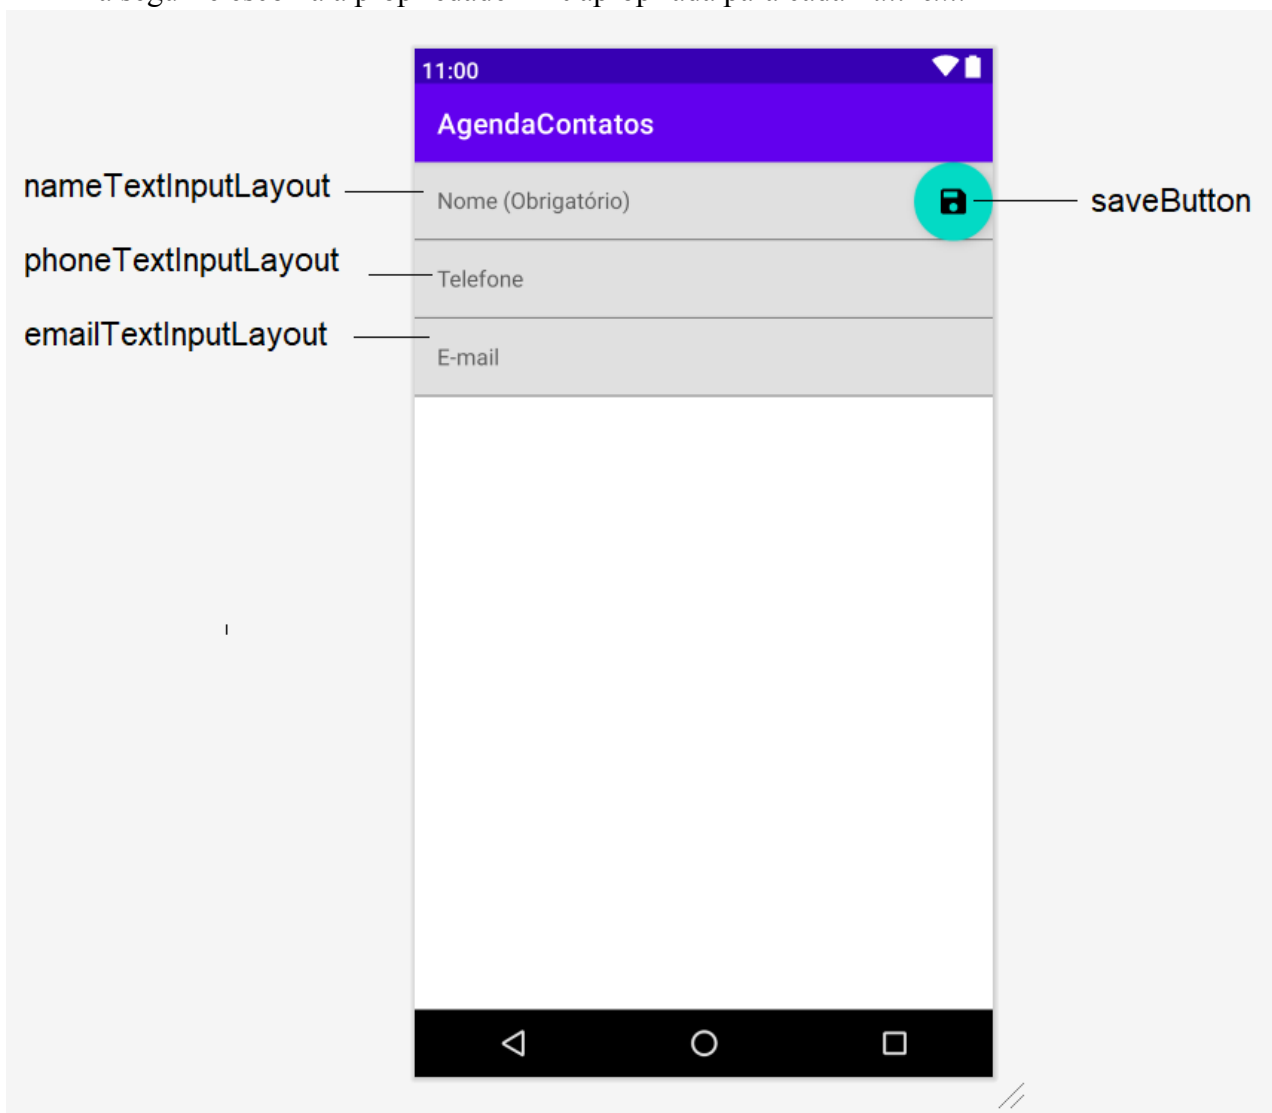 11:00
AgendaContatos
nameTextInputLayout
Nome (Obrigatório)
saveButton
phoneTextInputLayout
Telefone
emailTextInputLayout
E-mail